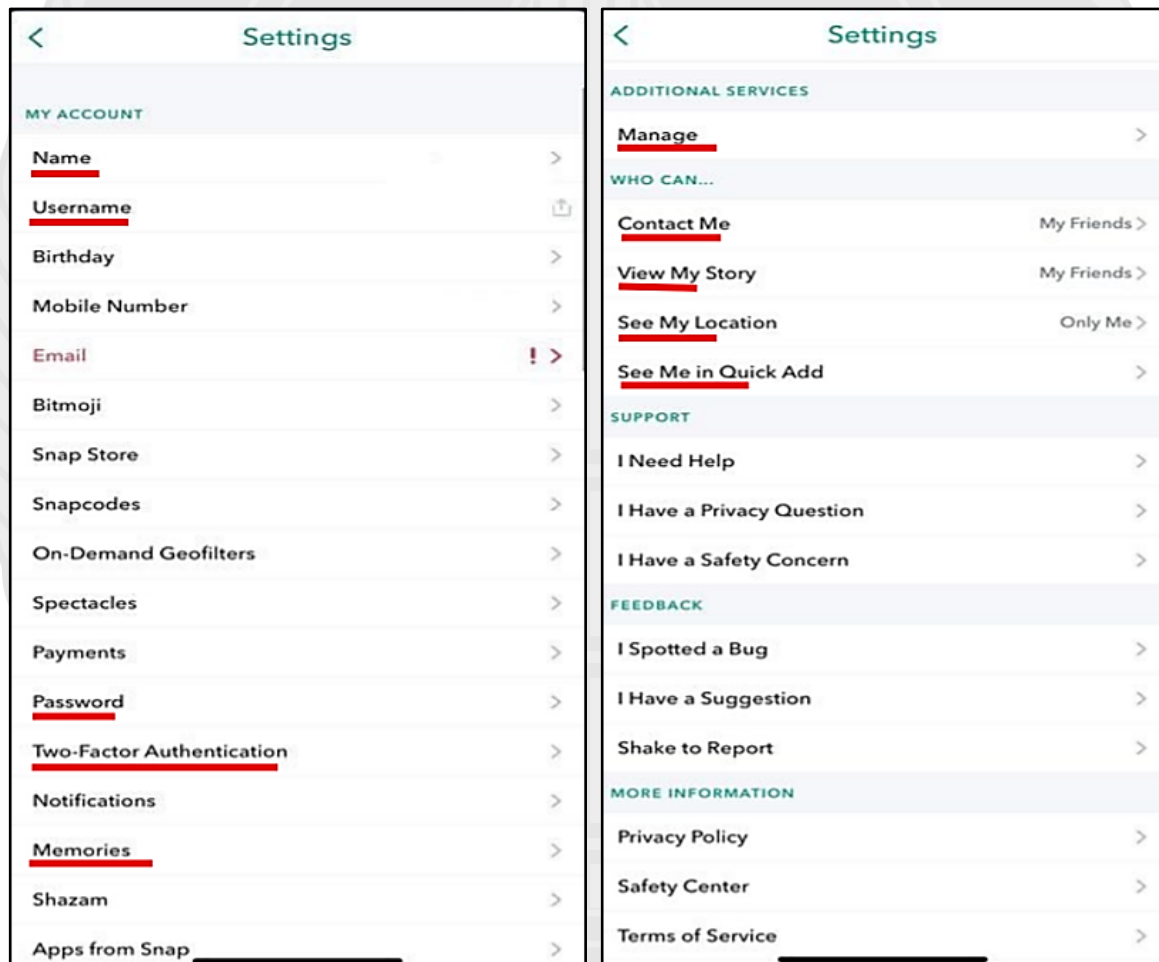 Settings
MY ACCOUNT
Name
Username
Birthday
Mobile Number
Email !
Bitmoji
Snap Store
Snapcodes
On-Demand Geofilters
Spectacles
Payments
Password
Two-Factor Authentication
Notifications
Memories
Shazam
Apps from Snap
Settings
ADDITIONAL SERVICES
Manage
WHO CAN...
Contact Me My Friends
View My Story My Friends
See My Location Only Me
See Me in Quick Add
SUPPORT
I Need Help
I Have a Privacy Question
I Have a Safety Concern
FEEDBACK
I Spotted a Bug
I Have a Suggestion
Shake to Report
MORE INFORMATION
Privacy Policy
Safety Center
Terms of Service